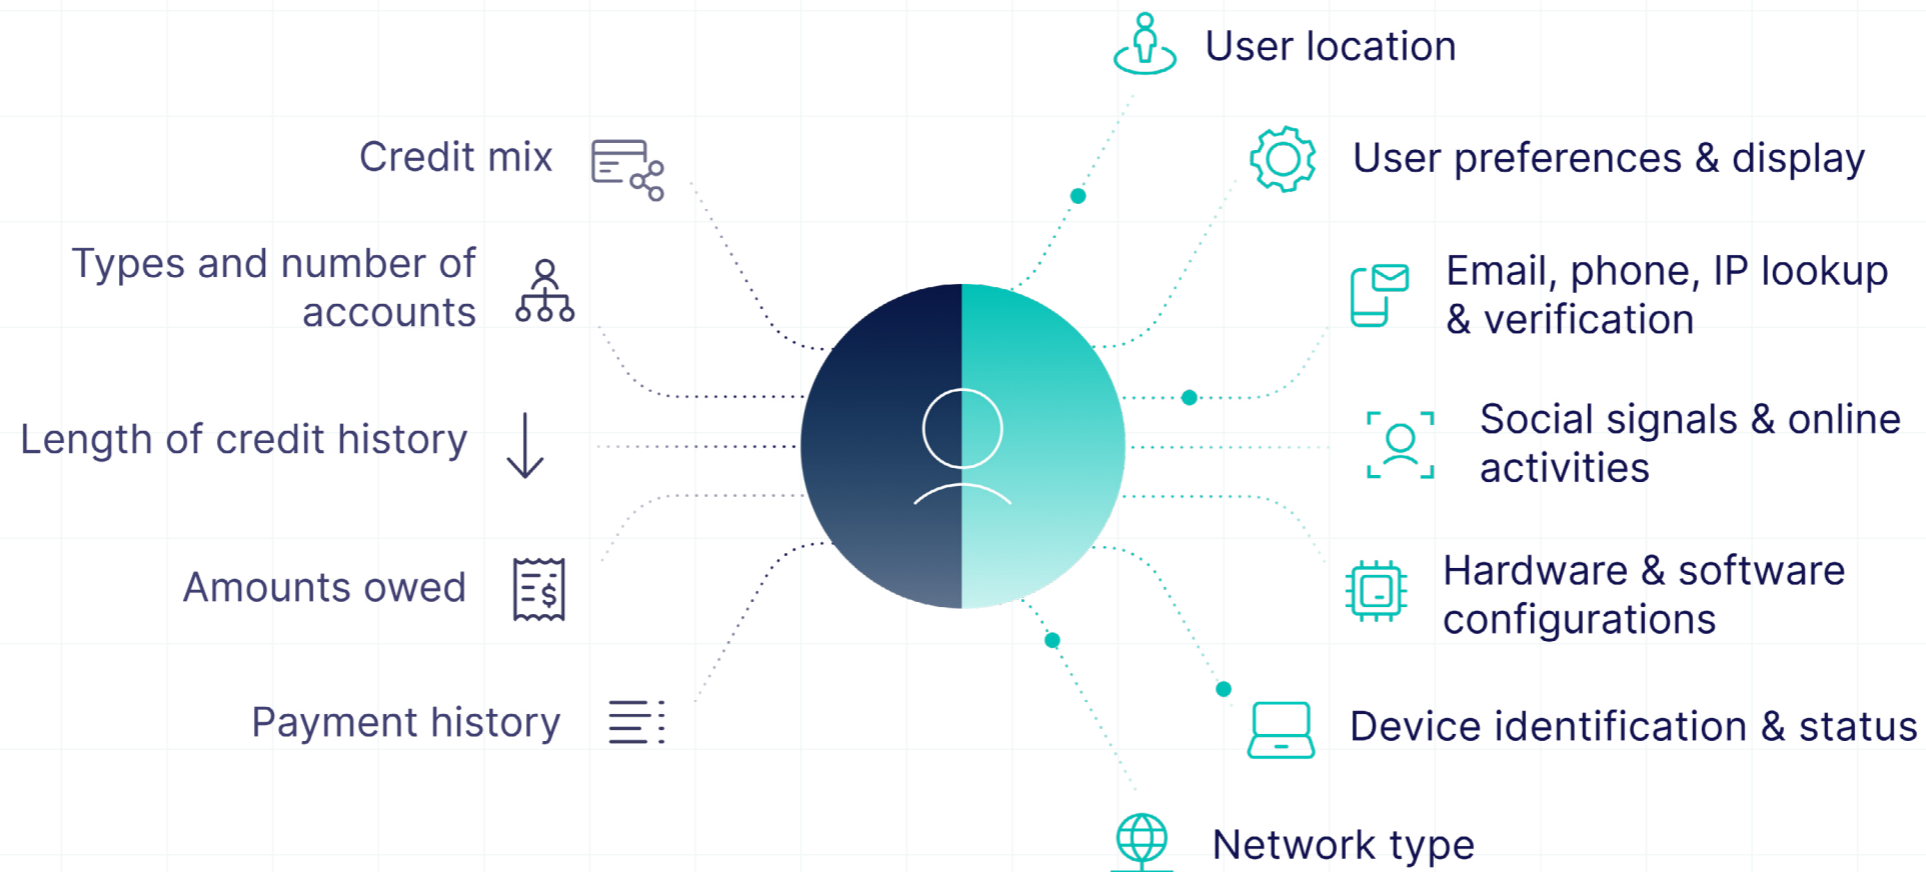 Credit mix
Types and number of
accounts
Length of credit history
Amounts owed
Payment history
User location
User preferences & display
Email, phone, IP lookup
& verification
Social signals & online
activities
Hardware & software
configurations
Device identification & status
Network type